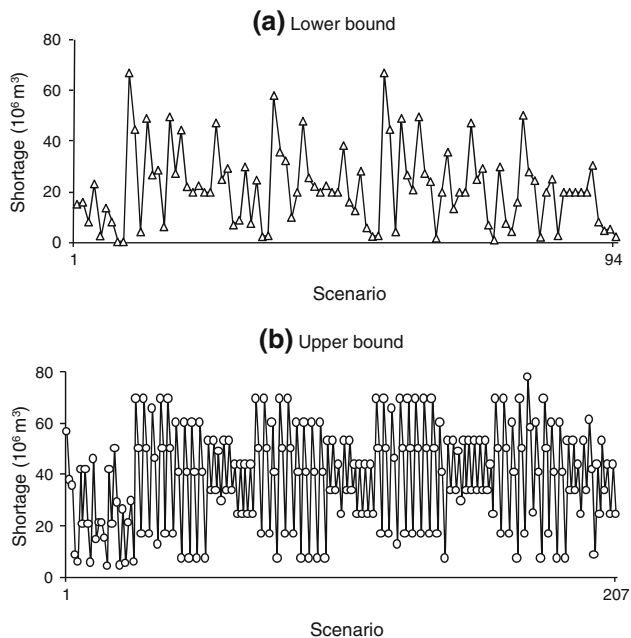 (a) Lower bound
Shortage (10⁶ m³)
80
60
40
20
0
1
94
Scenario
(b) Upper bound
Shortage (10⁶ m³)
80
60
40
20
0
1
207
Scenario